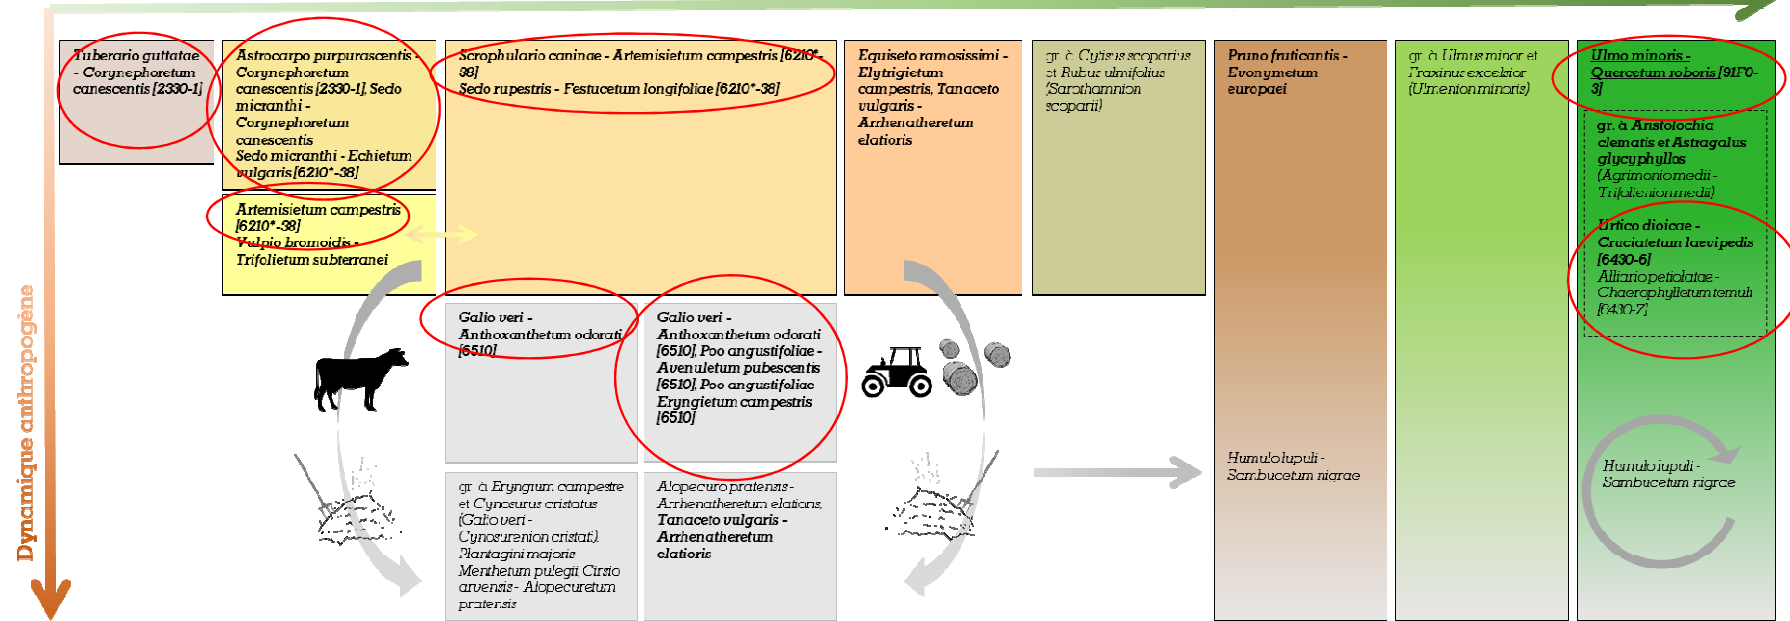 Tuberario guttatae
- Corynephoretum
canescentis [2330-1]
Astrocarpo purpurascentis -
Corynephoretum
canescentis [2330-1], Sedo
micranthi -
Corynephoretum
canescentis
Sedo micranthi - Echietum
vulgaris [6210*-38]
Artemisietum campestris
[6210*-38]
Vulpio bromoidis -
Trifolietum subterranei
Scrophulario caninae - Artemisietum campestris [6210*-
38]
Sedo rupestris - Festucetum longifoliae [6210*-38]
Equiseto ramosissimi -
Elytrigietum
campestris, Tanaceto
vulgaris -
Arrhenatheretum
elatioris
gr. à Cytisus scoparius
et Rubus ulmifolius
(Sarothamnion
scoparii)
Pruno fruticantis -
Evonymetum
europaei
gr. à Ulmus minor et
Fraxinus excelsior
(Ulmenion minoris)
Ulmo minoris -
Quercetum roboris [91F0-
3]
gr. à Aristolochia
clematis et Astragalus
glycyphyllos
(Agrimonio medii -
Trifolienion medii)
Urtico dioicae -
Cruciatetum laevipedis
[6430-6]
Alliario petiolatae -
Chaerophylletum temuli
[6430-7]
Galio veri -
Anthoxanthetum odorati
[6510]
Galio veri -
Anthoxanthetum odorati
[6510], Poo angustifoliae -
Avenuletum pubescentis
[6510], Poo angustifoliae
Eryngietum campestris
[6510]
gr. à Eryngium campestre
et Cynosurus cristatus
(Galio veri -
Cynosurenion cristati),
Plantagini majoris
Menthetum pulegii, Cirsio
arvensis - Alopecuretum
pratensis
Alopecuro pratensis -
Arrhenatheretum elatioris,
Tanaceto vulgaris -
Arrhenatheretum
elatioris
Humulo lupuli -
Sambucetum nigrae
Humulo lupuli -
Sambucetum nigrae
Dynamique anthropogène